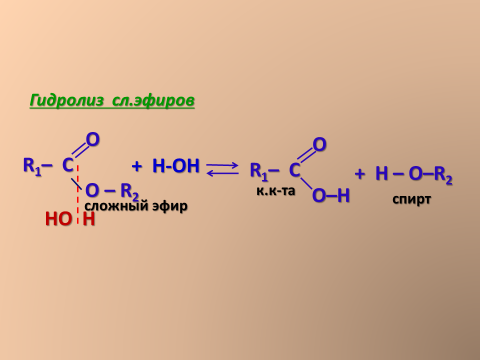 Гидролиз сл.эфиров
O
R₁– C + H-OH
O – R₂
сложный эфир
HO H
O
R₁– C + H – O–R₂
к.к-та
O–H
спирт